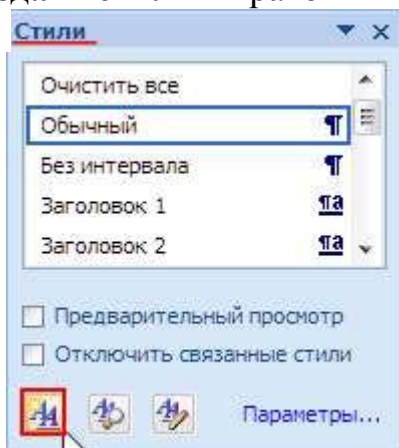 Стили
Очистить все
Обычный ¶
Без интервала ¶
Заголовок 1 ¶a
Заголовок 2 ¶a
Предварительный просмотр
Отключить связанные стили
Параметры...